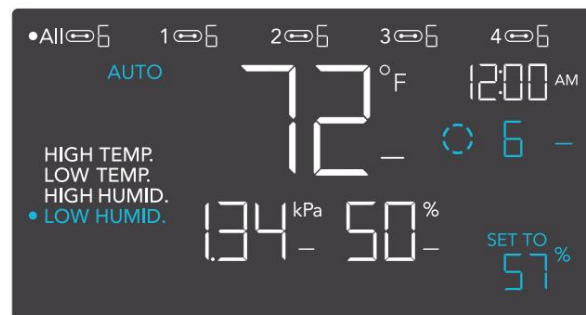 •All 6 1 6 2 6 3 6 4 6
AUTO
72 °F –
12:00 AM
6 –
HIGH TEMP.
LOW TEMP.
HIGH HUMID.
• LOW HUMID.
1.34 kPa –
50 % –
SET TO
57 %